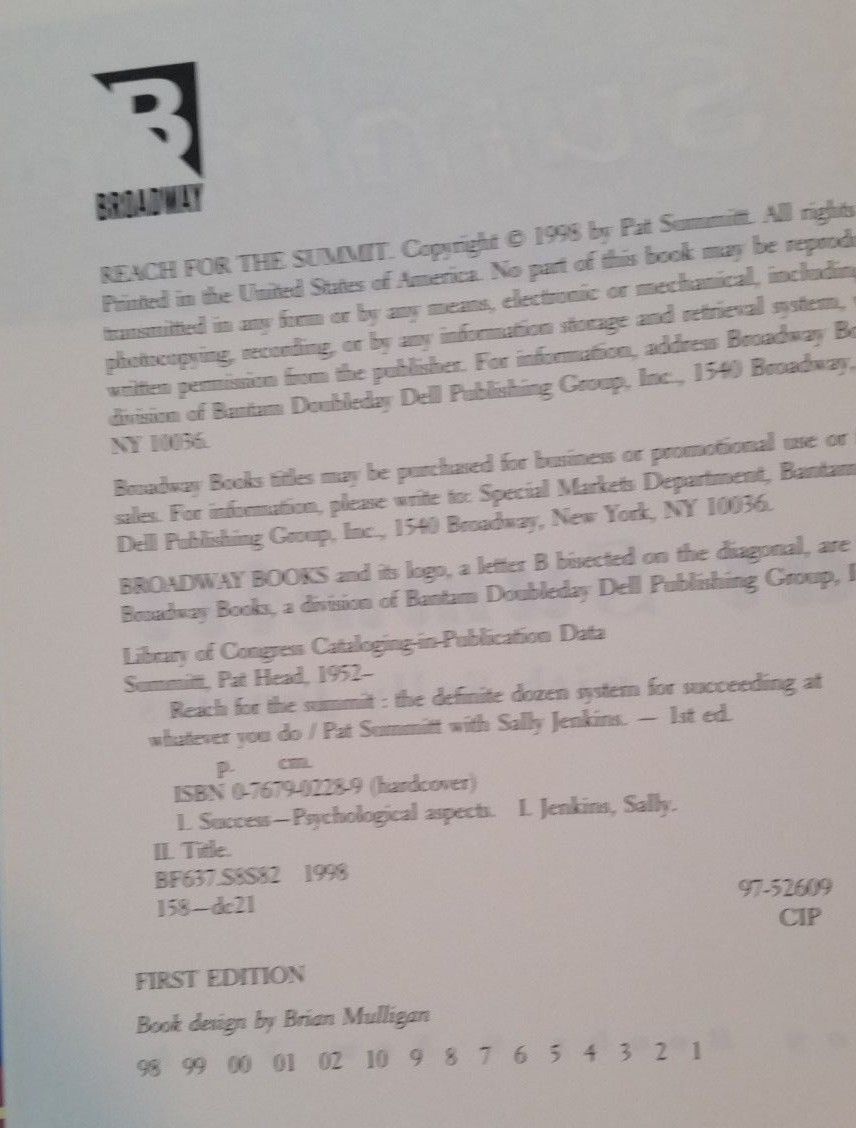 B
BROADWAY
REACH FOR THE SUMMIT. Copyright © 1998 by Pat Summitt. All rights
Printed in the United States of America. No part of this book may be reprodu
transmitted in any form or by any means, electronic or mechanical, including
photocopying, recording, or by any information storage and retrieval system,
written permission from the publisher. For information, address Broadway Bo
division of Bantam Doubleday Dell Publishing Group, Inc., 1540 Broadway,
NY 10036.
Broadway Books titles may be purchased for business or promotional use or
sales. For information, please write to: Special Markets Department, Bantam
Dell Publishing Group, Inc., 1540 Broadway, New York, NY 10036.
BROADWAY BOOKS and its logo, a letter B bisected on the diagonal, are
Broadway Books, a division of Bantam Doubleday Dell Publishing Group, I
Library of Congress Cataloging-in-Publication Data
Summitt, Pat Head, 1952–
Reach for the summit : the definite dozen system for succeeding at
whatever you do / Pat Summitt with Sally Jenkins. — 1st ed.
p. cm.
ISBN 0-7679-0228-9 (hardcover)
1. Success—Psychological aspects. I. Jenkins, Sally.
II. Title.
BF637.S8S82 1998
158—dc21
97-52609
CIP
FIRST EDITION
Book design by Brian Mulligan
98 99 00 01 02 10 9 8 7 6 5 4 3 2 1